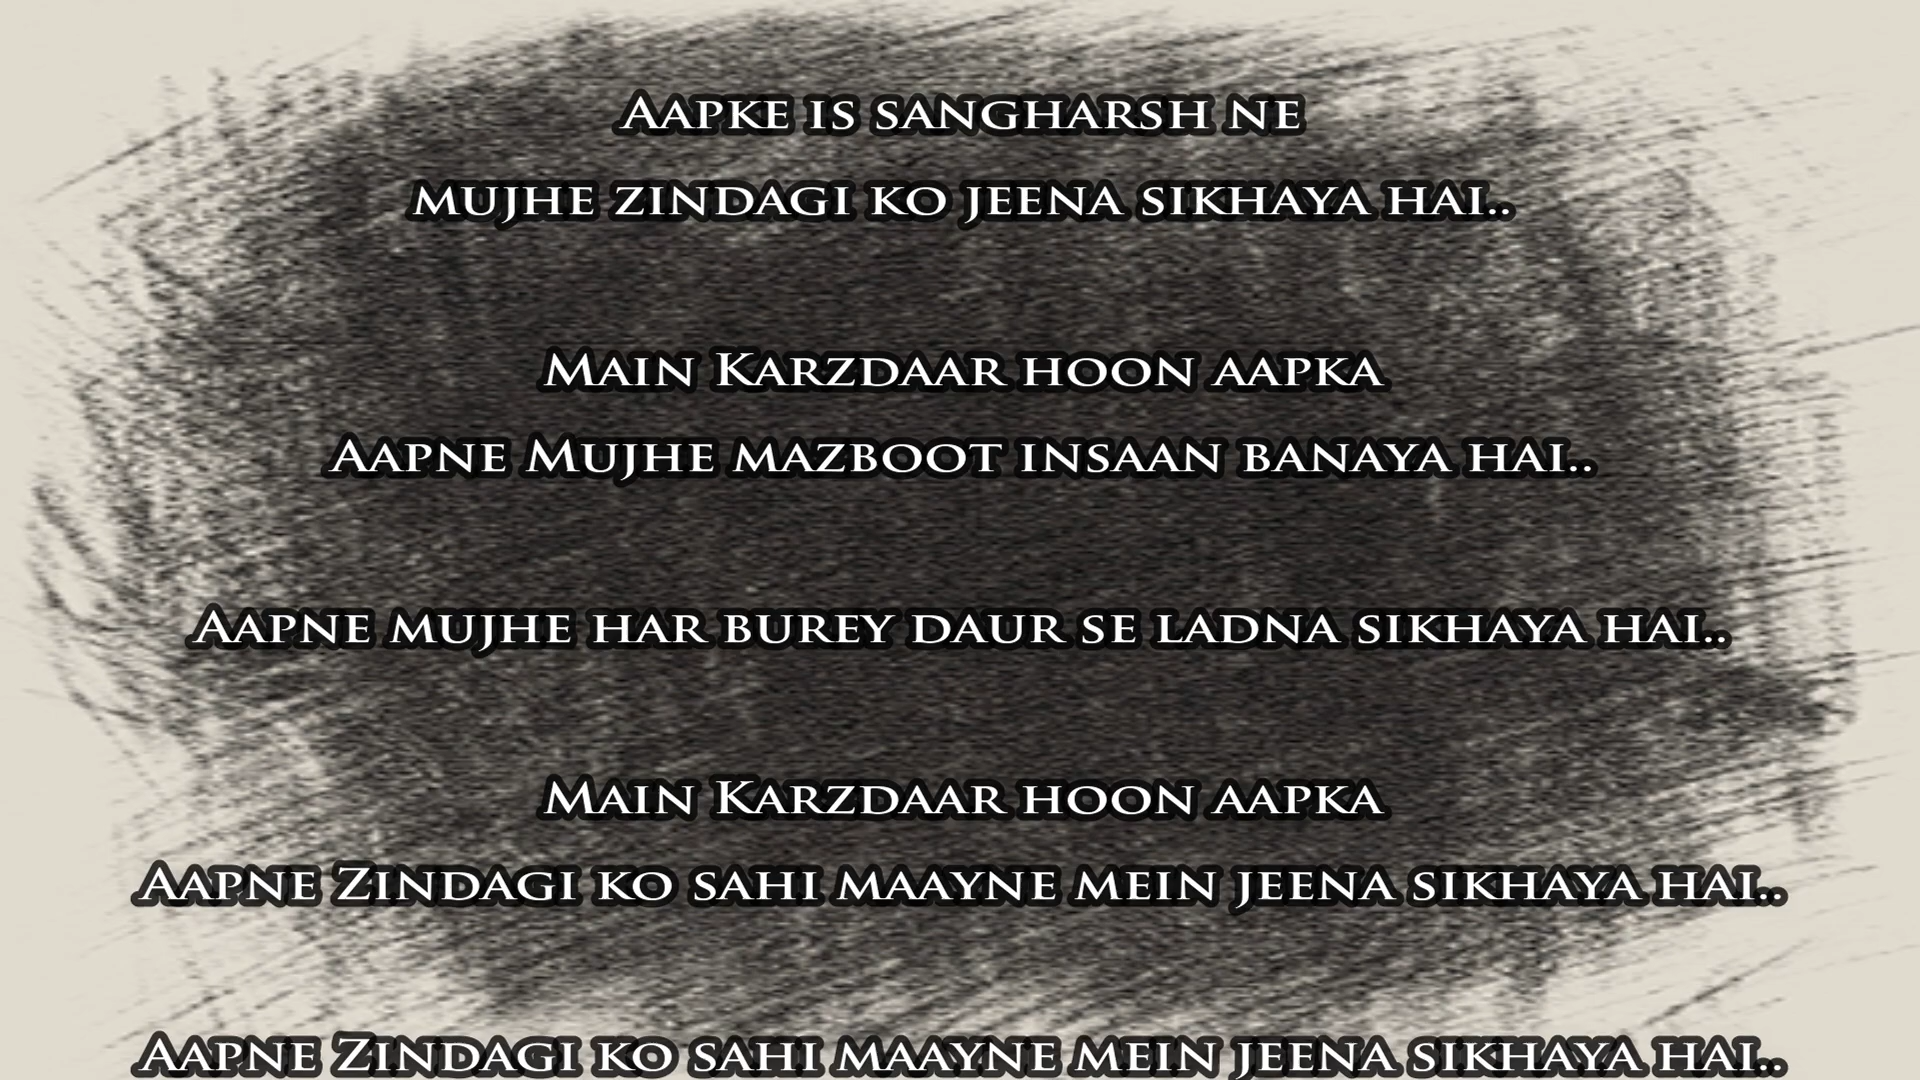 Aapke is sangharsh ne
mujhe zindagi ko jeena sikhaya hai..
Main Karzdaar hoon aapka
Aapne Mujhe mazboot insaan banaya hai..
Aapne mujhe har burey daur se ladna sikhaya hai..
Main Karzdaar hoon aapka
Aapne Zindagi ko sahi maayne mein jeena sikhaya hai..
Aapne Zindagi ko sahi maayne mein jeena sikhaya hai..